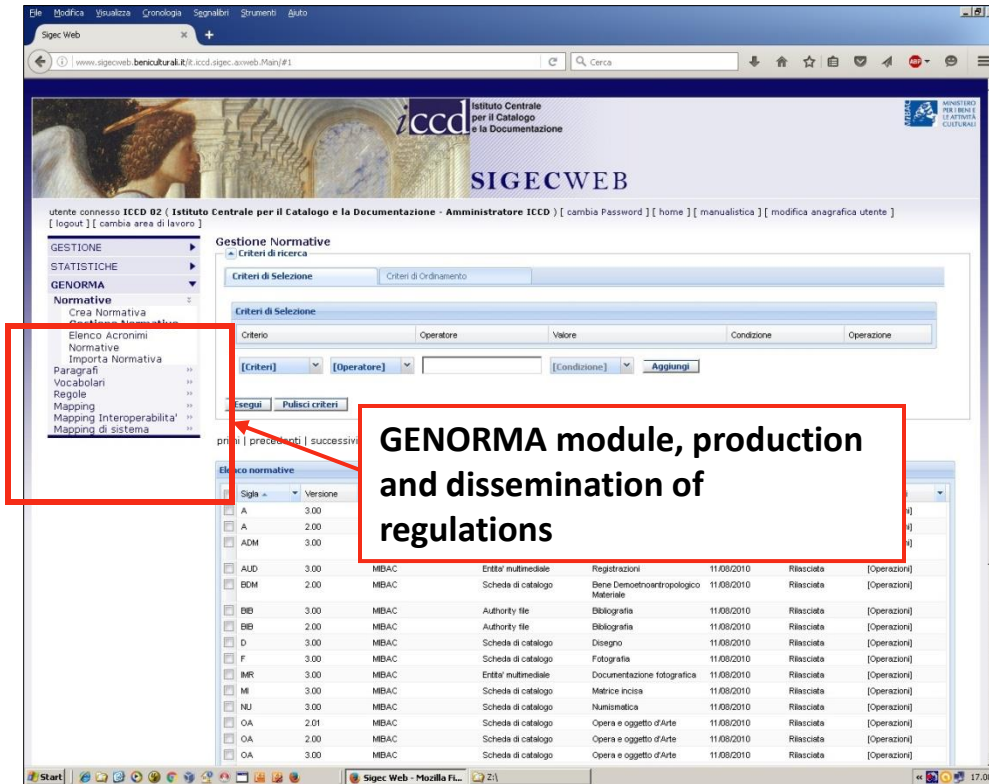 File Modifica Visualizza Cronologia Segnalibri Strumenti Aiuto
Sigec Web
www.sigecweb.beniculturali.it/it.iccd.sigec.axweb.Main/#1
Cerca
ABP
iccd
Istituto Centrale
per il Catalogo
e la Documentazione
MiBAC
MINISTERO
PER I BENI E
LE ATTIVITÀ
CULTURALI
SIGECWEB
utente connesso ICCD 02 ( Istituto Centrale per il Catalogo e la Documentazione - Amministratore ICCD ) [ cambia Password ] [ home ] [ manualistica ] [ modifica anagrafica utente ]
[ logout ] [ cambia area di lavoro ]
GESTIONE
STATISTICHE
GENORMA
Normative
Crea Normativa
Gestione Normative
Elenco Acronimi
Normative
Importa Normativa
Paragrafi
Vocabolari
Regole
Mapping
Mapping Interoperabilita'
Mapping di sistema
Gestione Normative
Criteri di ricerca
Criteri di Selezione Criteri di Ordinamento
Criteri di Selezione
Criterio Operatore Valore Condizione Operazione
[Criteri] [Operatore] [Condizione] Aggiungi
Esegui Pulisci criteri
primi | precedenti | successivi
GENORMA module, production
and dissemination of
regulations
Elenco normative
Sigla Versione
A 3.00
A 2.00
ADM 3.00
AUD 3.00 MIBAC Entita' multimediale Registrazioni 11/08/2010 Rilasciata [Operazioni]
BDM 2.00 MIBAC Scheda di catalogo Bene Demoetnoantropologico 11/08/2010 Rilasciata [Operazioni]
Materiale
BIB 3.00 MIBAC Authority file Bibliografia 11/08/2010 Rilasciata [Operazioni]
BIB 2.00 MIBAC Authority file Bibliografia 11/08/2010 Rilasciata [Operazioni]
D 3.00 MIBAC Scheda di catalogo Disegno 11/08/2010 Rilasciata [Operazioni]
F 3.00 MIBAC Scheda di catalogo Fotografia 11/08/2010 Rilasciata [Operazioni]
IMR 3.00 MIBAC Entita' multimediale Documentazione fotografica 11/08/2010 Rilasciata [Operazioni]
MI 3.00 MIBAC Scheda di catalogo Matrice incisa 11/08/2010 Rilasciata [Operazioni]
NU 3.00 MIBAC Scheda di catalogo Numismatica 11/08/2010 Rilasciata [Operazioni]
OA 2.01 MIBAC Scheda di catalogo Opera e oggetto d'Arte 11/08/2010 Rilasciata [Operazioni]
OA 2.00 MIBAC Scheda di catalogo Opera e oggetto d'Arte 11/08/2010 Rilasciata [Operazioni]
OA 3.00 MIBAC Scheda di catalogo Opera e oggetto d'Arte 11/08/2010 Rilasciata [Operazioni]
Start Sigec Web - Mozilla Fi... Z:\